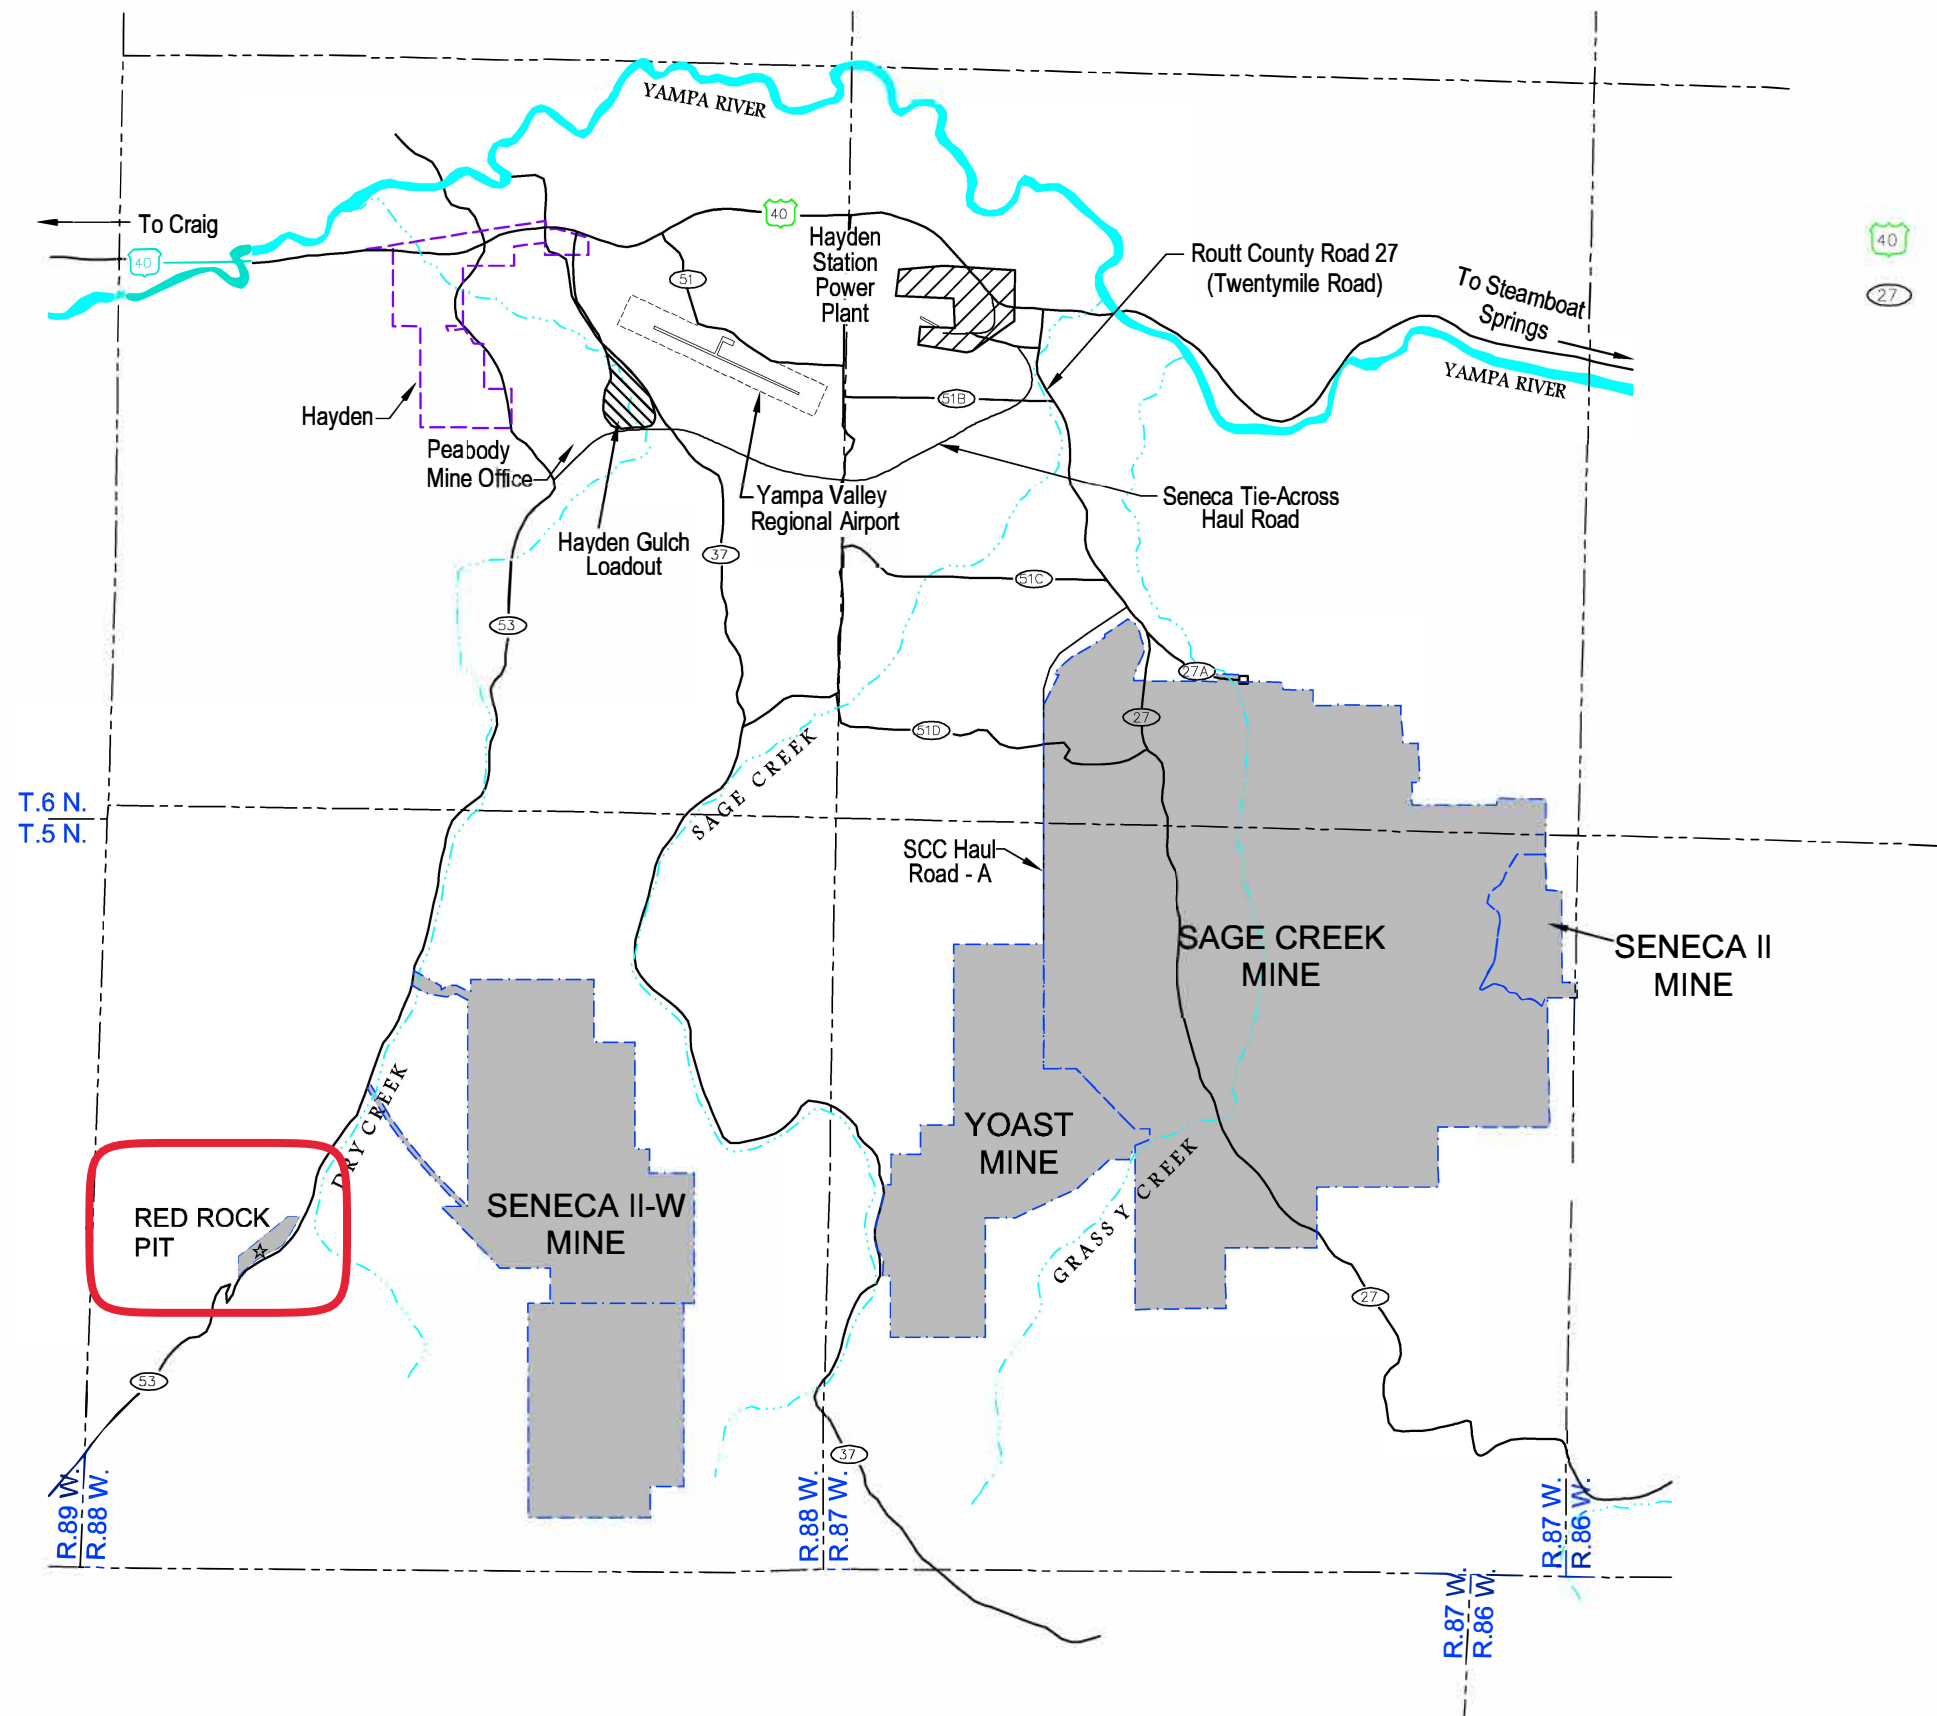 YAMPA RIVER
To Craig
40
40
Hayden
Station
Power
Plant
Routt County Road 27
(Twentymile Road)
40
27
To Steamboat
Springs
51
YAMPA RIVER
51B
Hayden
Peabody
Mine Office
Yampa Valley
Regional Airport
Seneca Tie-Across
Haul Road
Hayden Gulch
Loadout
37
51C
53
27A
27
51D
SAGE CREEK
T.6 N.
T.5 N.
SCC Haul
Road - A
SAGE CREEK
MINE
SENECA II
MINE
DRY CREEK
YOAST
MINE
GRASSY CREEK
RED ROCK
PIT
SENECA II-W
MINE
27
53
37
R.89 W.
R.88 W.
R.88 W.
R.87 W.
R.87 W.
R.86 W.
R.87 W.
R.86 W.